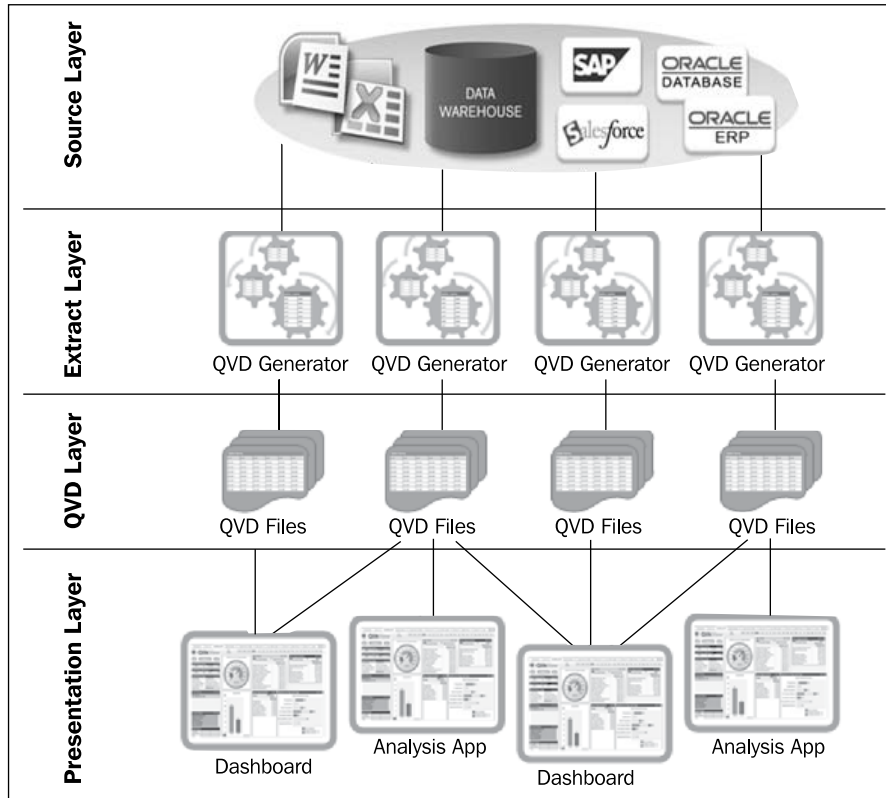 Source Layer
W
X
DATA
WAREHOUSE
SAP
salesforce
ORACLE
DATABASE
ORACLE
ERP
Extract Layer
QVD Generator
QVD Generator
QVD Generator
QVD Generator
QVD Layer
QVD Files
QVD Files
QVD Files
QVD Files
Presentation Layer
Dashboard
Analysis App
Dashboard
Analysis App